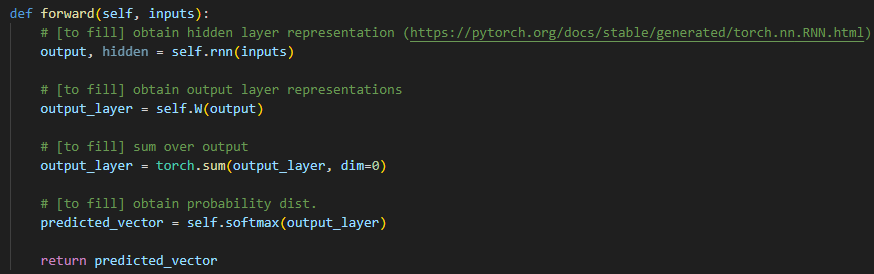 def forward(self, inputs):
    # [to fill] obtain hidden layer representation (https://pytorch.org/docs/stable/generated/torch.nn.RNN.html)
    output, hidden = self.rnn(inputs)

    # [to fill] obtain output layer representations
    output_layer = self.W(output)

    # [to fill] sum over output
    output_layer = torch.sum(output_layer, dim=0)

    # [to fill] obtain probability dist.
    predicted_vector = self.softmax(output_layer)

    return predicted_vector